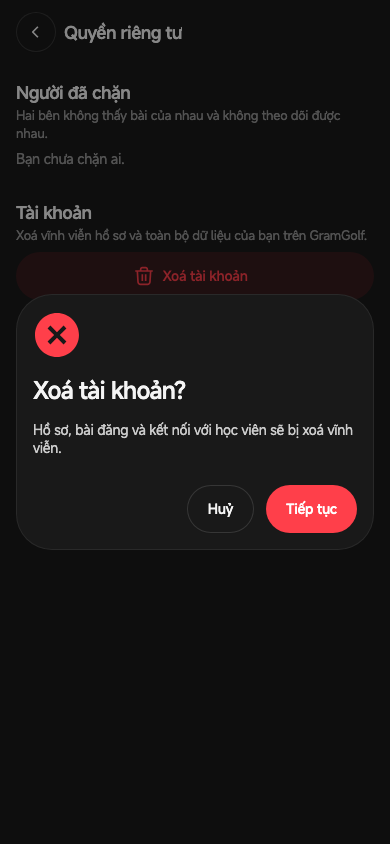 Quyền riêng tư
Người đã chặn
Hai bên không thấy bài của nhau và không theo dõi được
nhau.
Bạn chưa chặn ai.
Tài khoản
Xoá vĩnh viễn hồ sơ và toàn bộ dữ liệu của bạn trên GramGolf.
Xoá tài khoản
Xoá tài khoản?
Hồ sơ, bài đăng và kết nối với học viên sẽ bị xoá vĩnh
viễn.
Huỷ
Tiếp tục